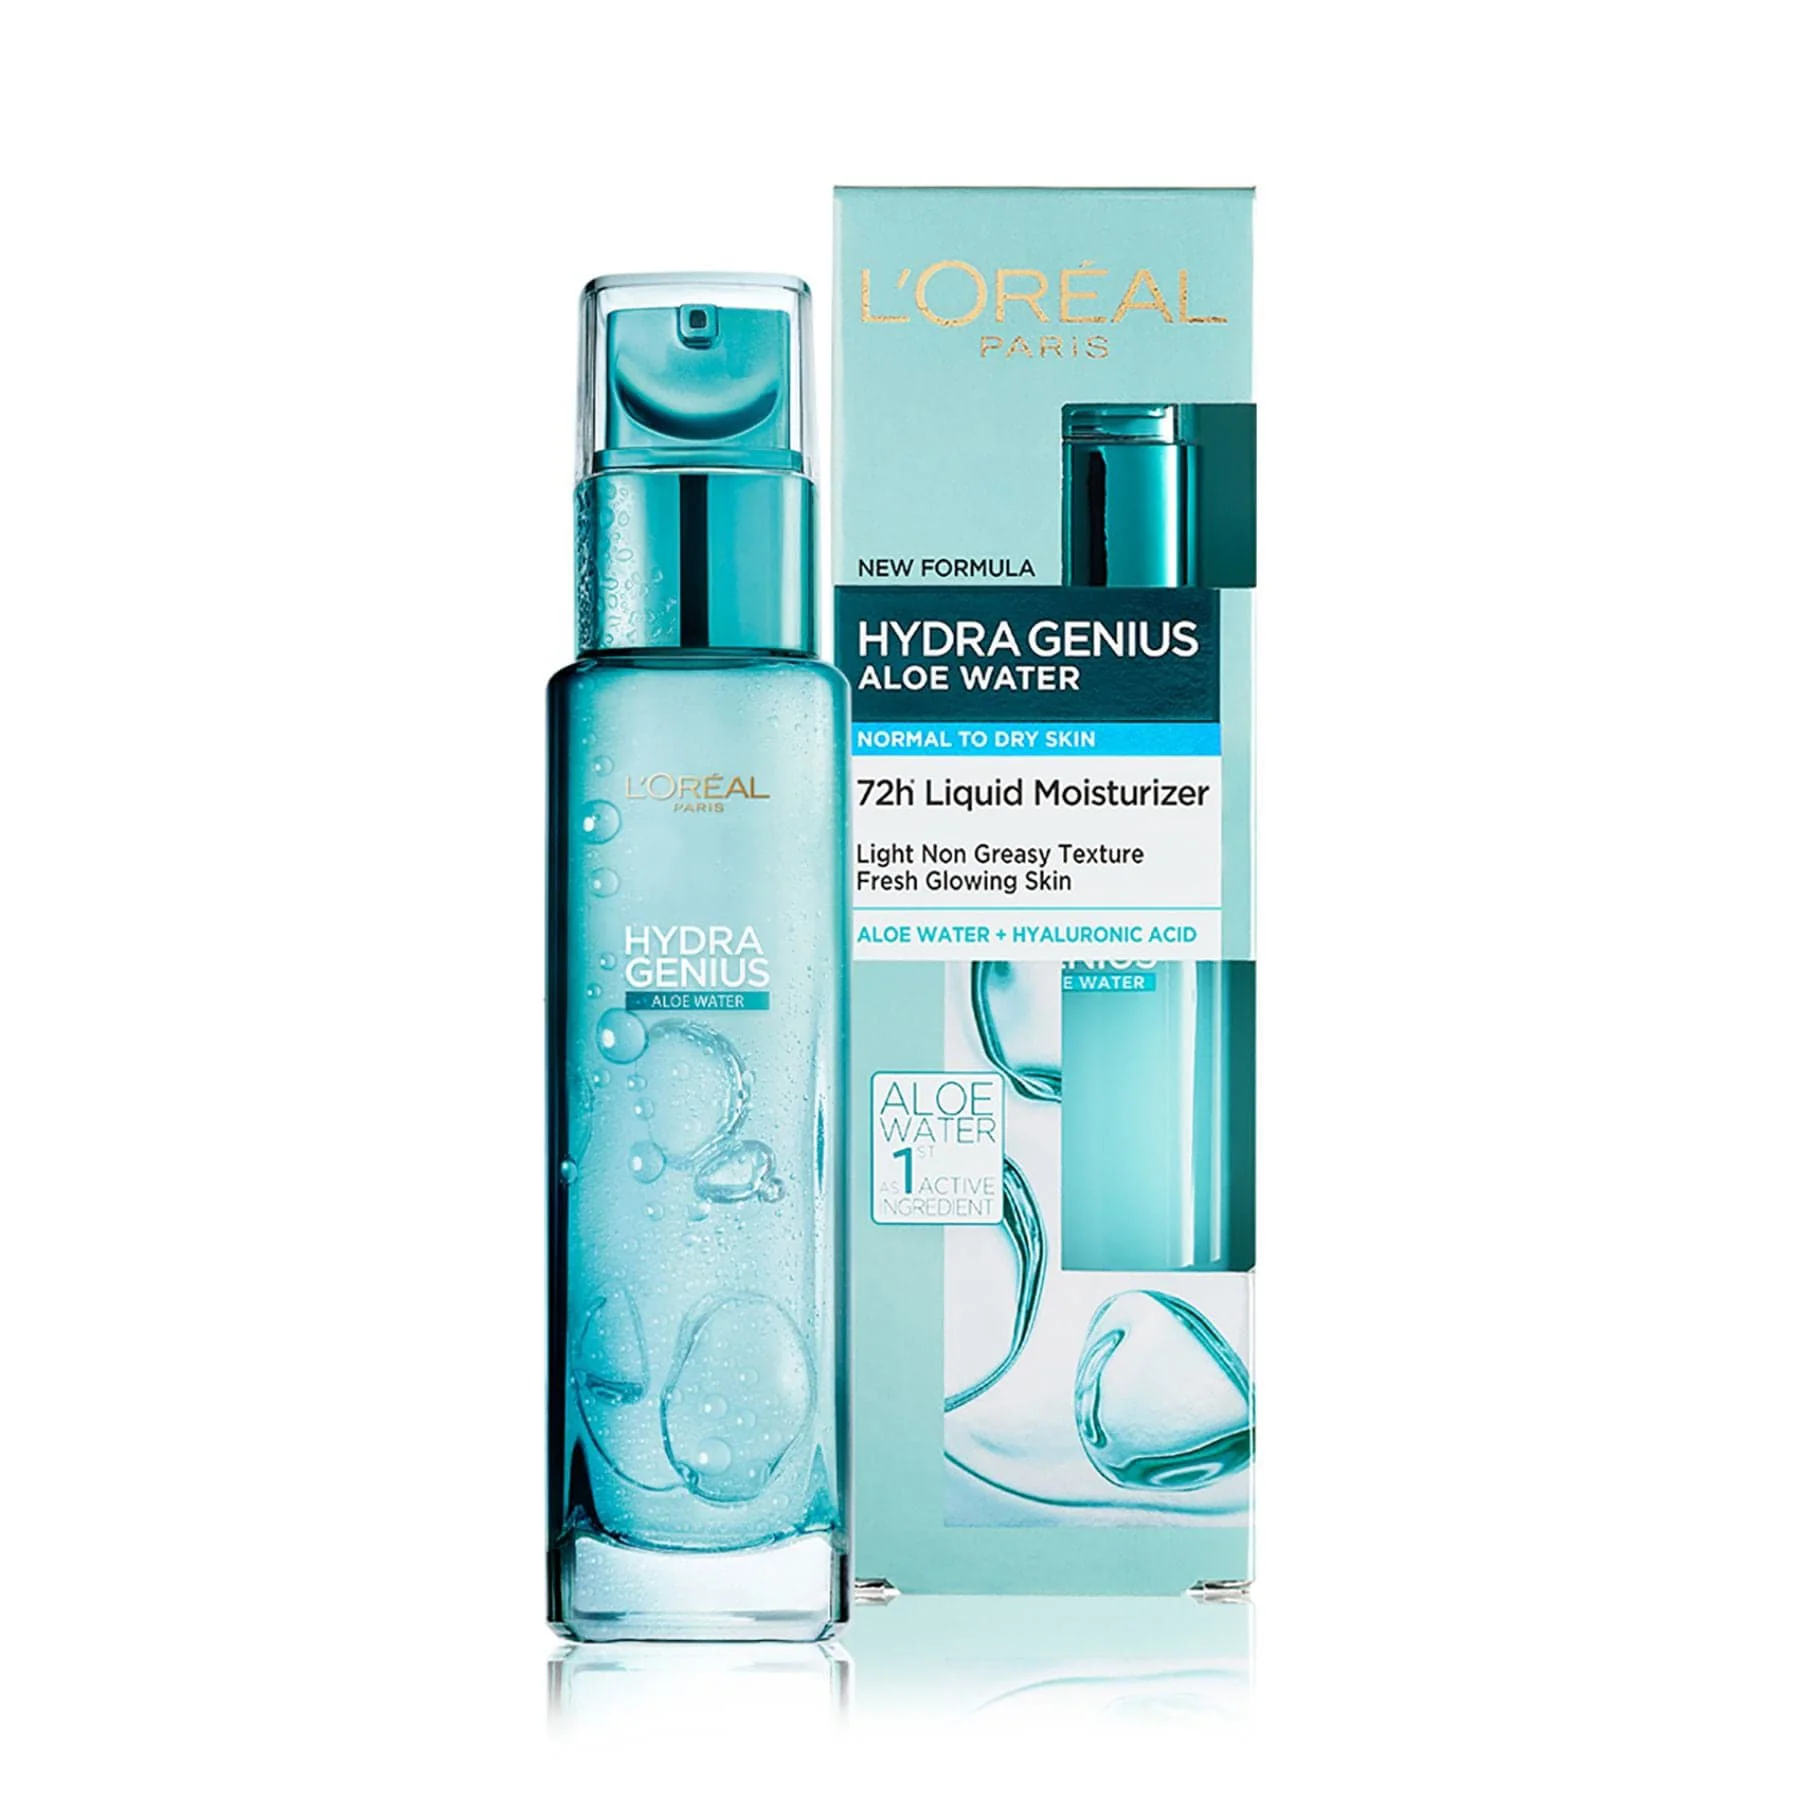 L'ORÉAL
PARIS
HYDRA
GENIUS
ALOE WATER
L'ORÉAL
PARIS
NEW FORMULA
HYDRA GENIUS
ALOE WATER
NORMAL TO DRY SKIN
72h* Liquid Moisturizer
Light Non Greasy Texture
Fresh Glowing Skin
ALOE WATER + HYALURONIC ACID
E WATER
ALOE
WATER
AS 1ST ACTIVE
INGREDIENT